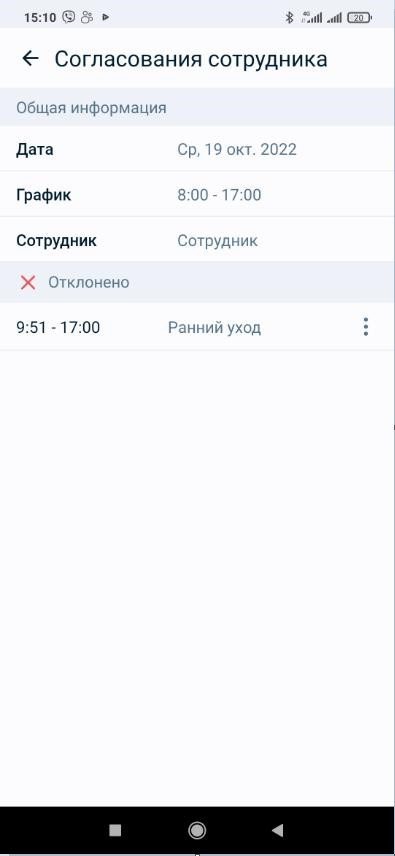 15:10 4G 20
Согласования сотрудника
Общая информация
Дата Ср, 19 окт. 2022
График 8:00 - 17:00
Сотрудник Сотрудник
Отклонено
9:51 - 17:00 Ранний уход